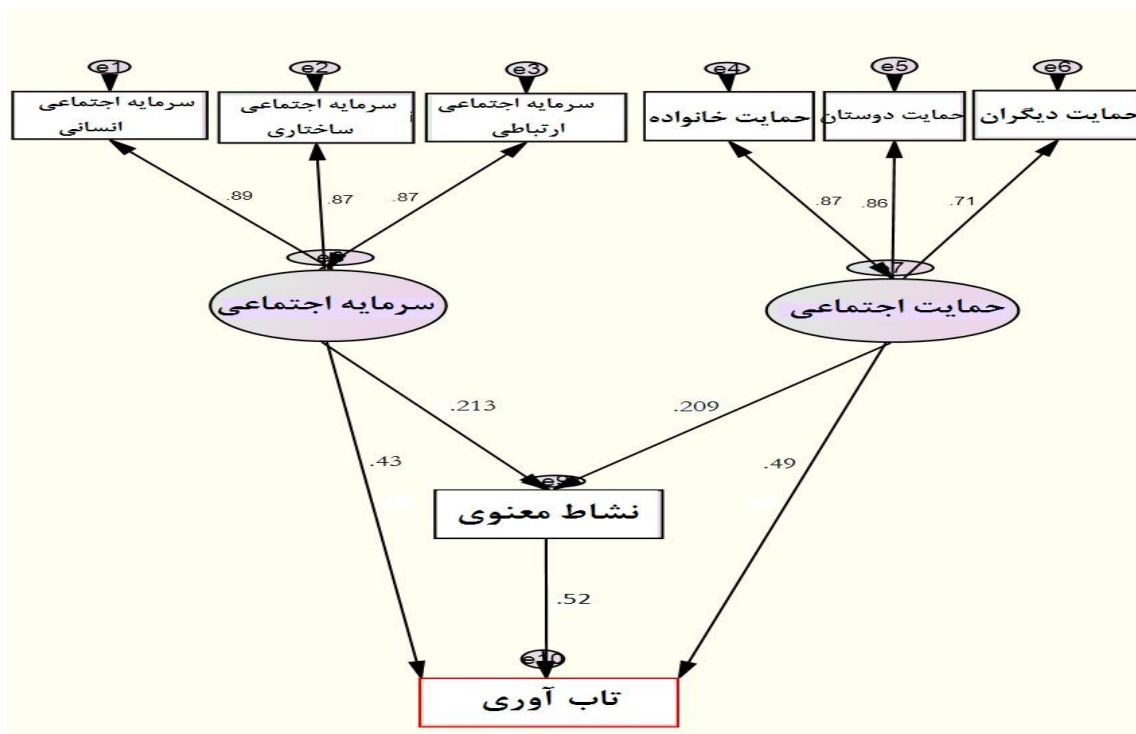 e1
e2
e3
e4
e5
e6
سرمایه اجتماعی
انسانی
سرمایه اجتماعی
ساختاری
سرمایه اجتماعی
ارتباطی
حمایت خانواده
حمایت دوستان
حمایت دیگران
.89
.87
.87
.87
.86
.71
سرمایه اجتماعی
حمایت اجتماعی
.213
.209
.43
.49
e9
نشاط معنوی
.52
e10
تاب آوری